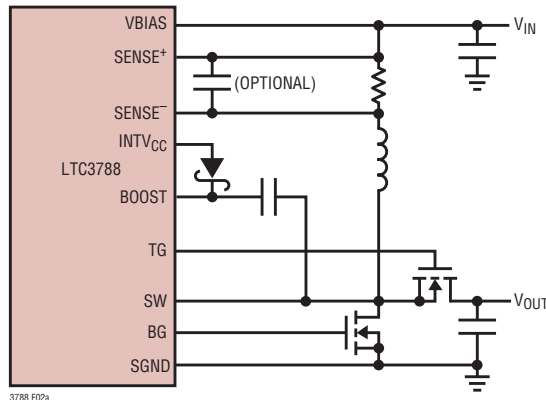 VBIAS
V_IN
SENSE+
(OPTIONAL)
SENSE–
INTV_CC
LTC3788
BOOST
TG
SW
V_OUT
BG
SGND
3788 F02a